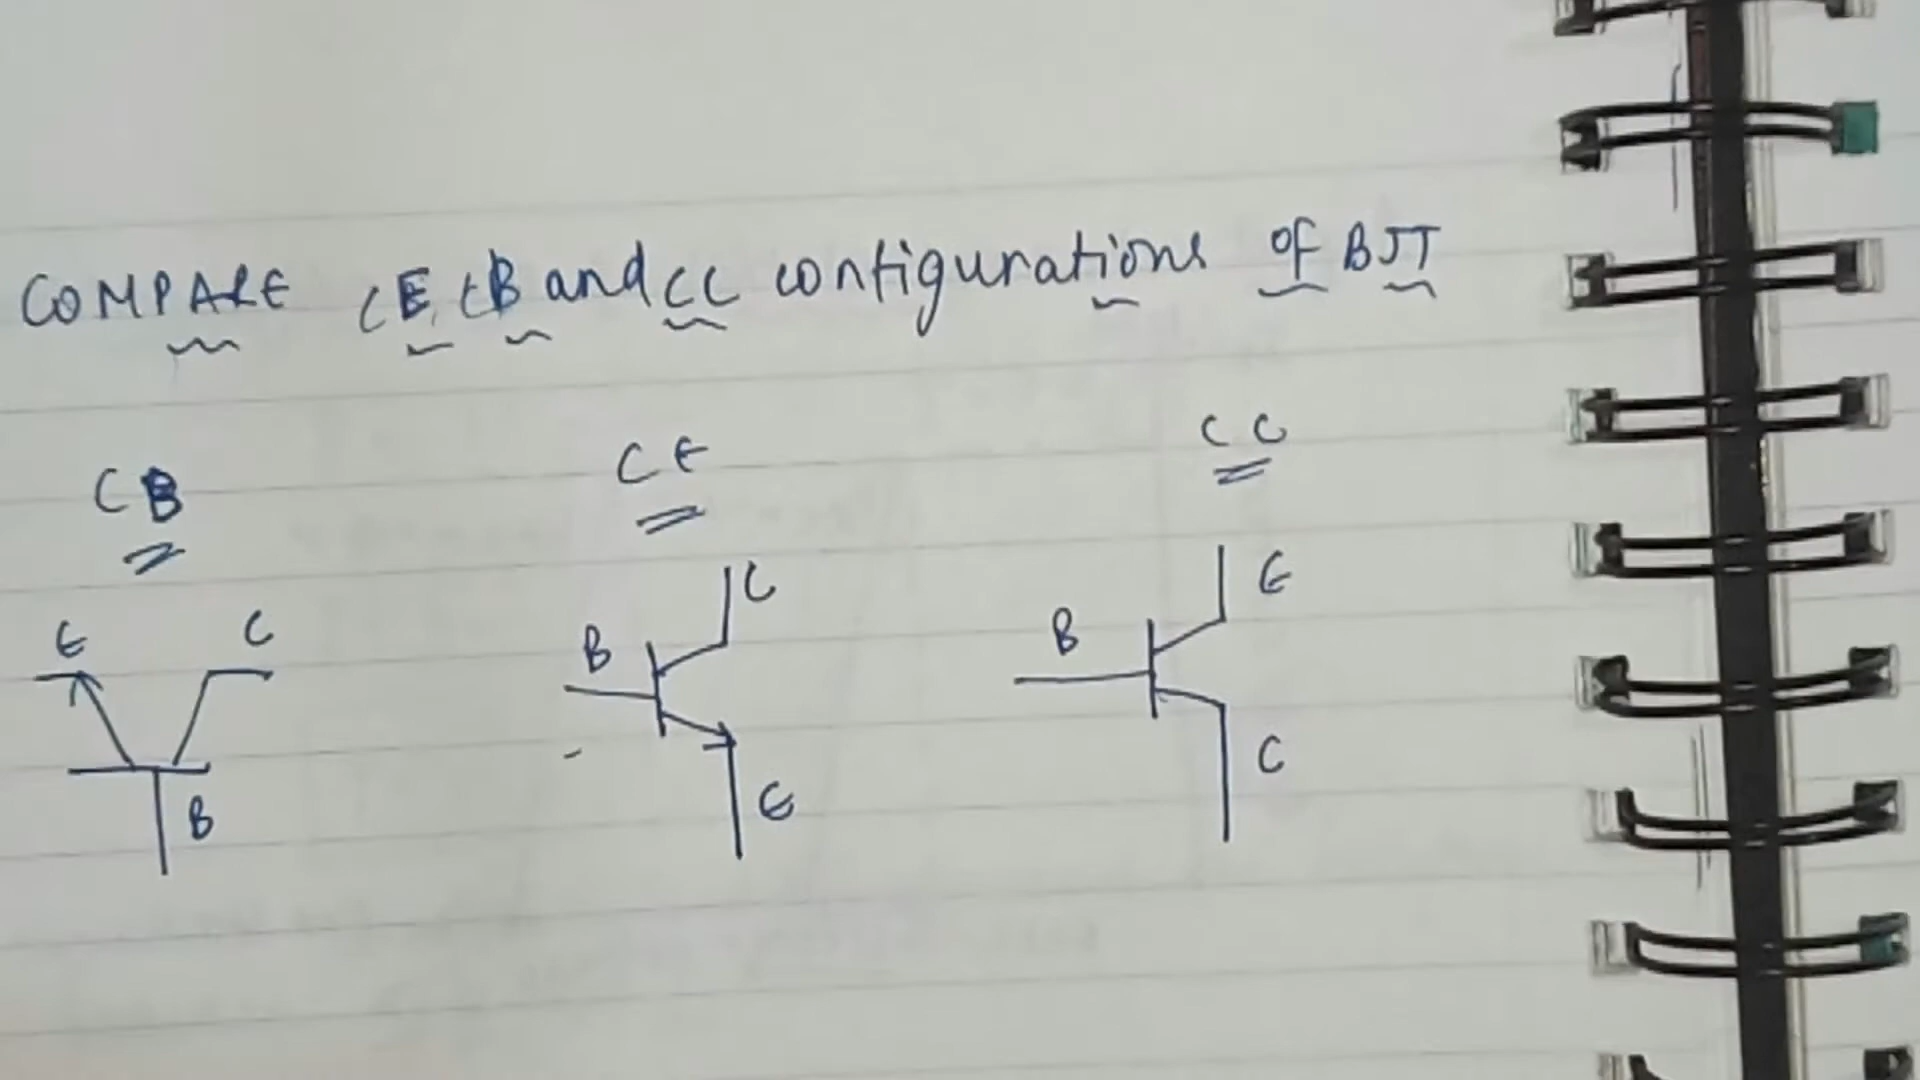 COMPARE CE, CB and CC configurations of BJT
CB CE CC
E C B C B E
B E C